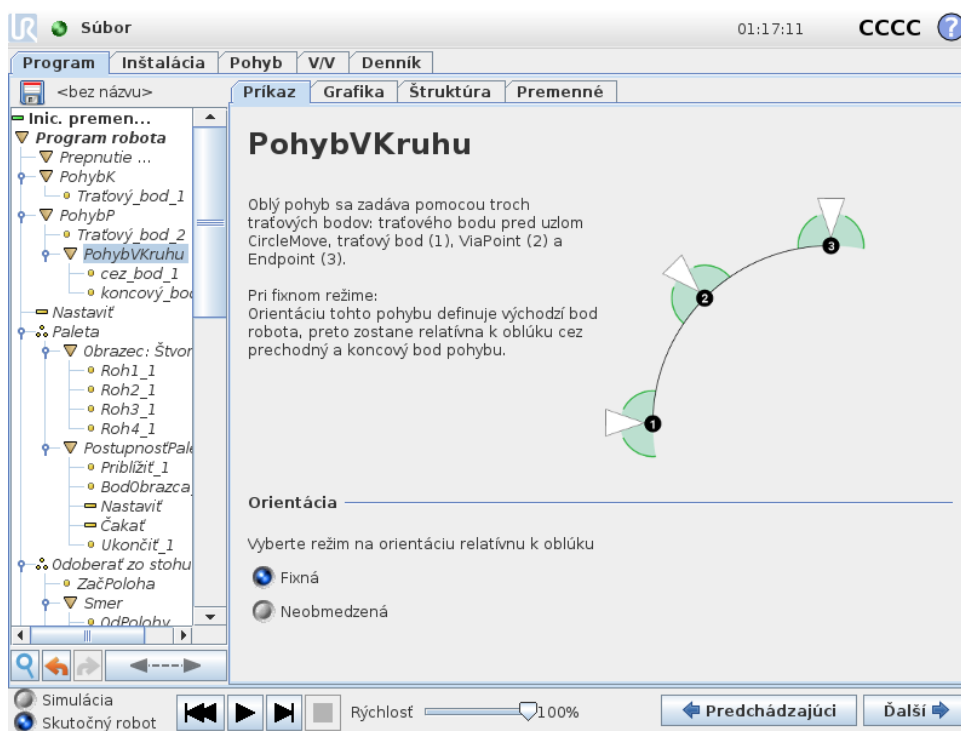 UR Súbor 01:17:11 CCCC ?
Program Inštalácia Pohyb V/V Denník
<bez názvu> Príkaz Grafika Štruktúra Premenné
Inic. premen...
Program robota
Prepnutie ...
PohybK
Traťový_bod_1
PohybP
Traťový_bod_2
PohybVKruhu
cez_bod_1
koncový_bod
Nastaviť
Paleta
Obrazec: Štvor
Roh1_1
Roh2_1
Roh3_1
Roh4_1
PostupnosťPale
Priblížiť_1
BodObrazca_
Nastaviť
Čakať
Ukončiť_1
Odoberať zo stohu
ZačPoloha
Smer
OdPolohy
PohybVKruhu
Oblý pohyb sa zadáva pomocou troch
traťových bodov: traťového bodu pred uzlom
CircleMove, traťový bod (1), ViaPoint (2) a
Endpoint (3).
Pri fixnom režime:
Orientáciu tohto pohybu definuje východzí bod
robota, preto zostane relatívna k oblúku cez
prechodný a koncový bod pohybu.
3
2
1
Orientácia
Vyberte režim na orientáciu relatívnu k oblúku
Fixná
Neobmedzená
Simulácia
Skutočný robot
Rýchlosť 100%
Predchádzajúci
Ďalší